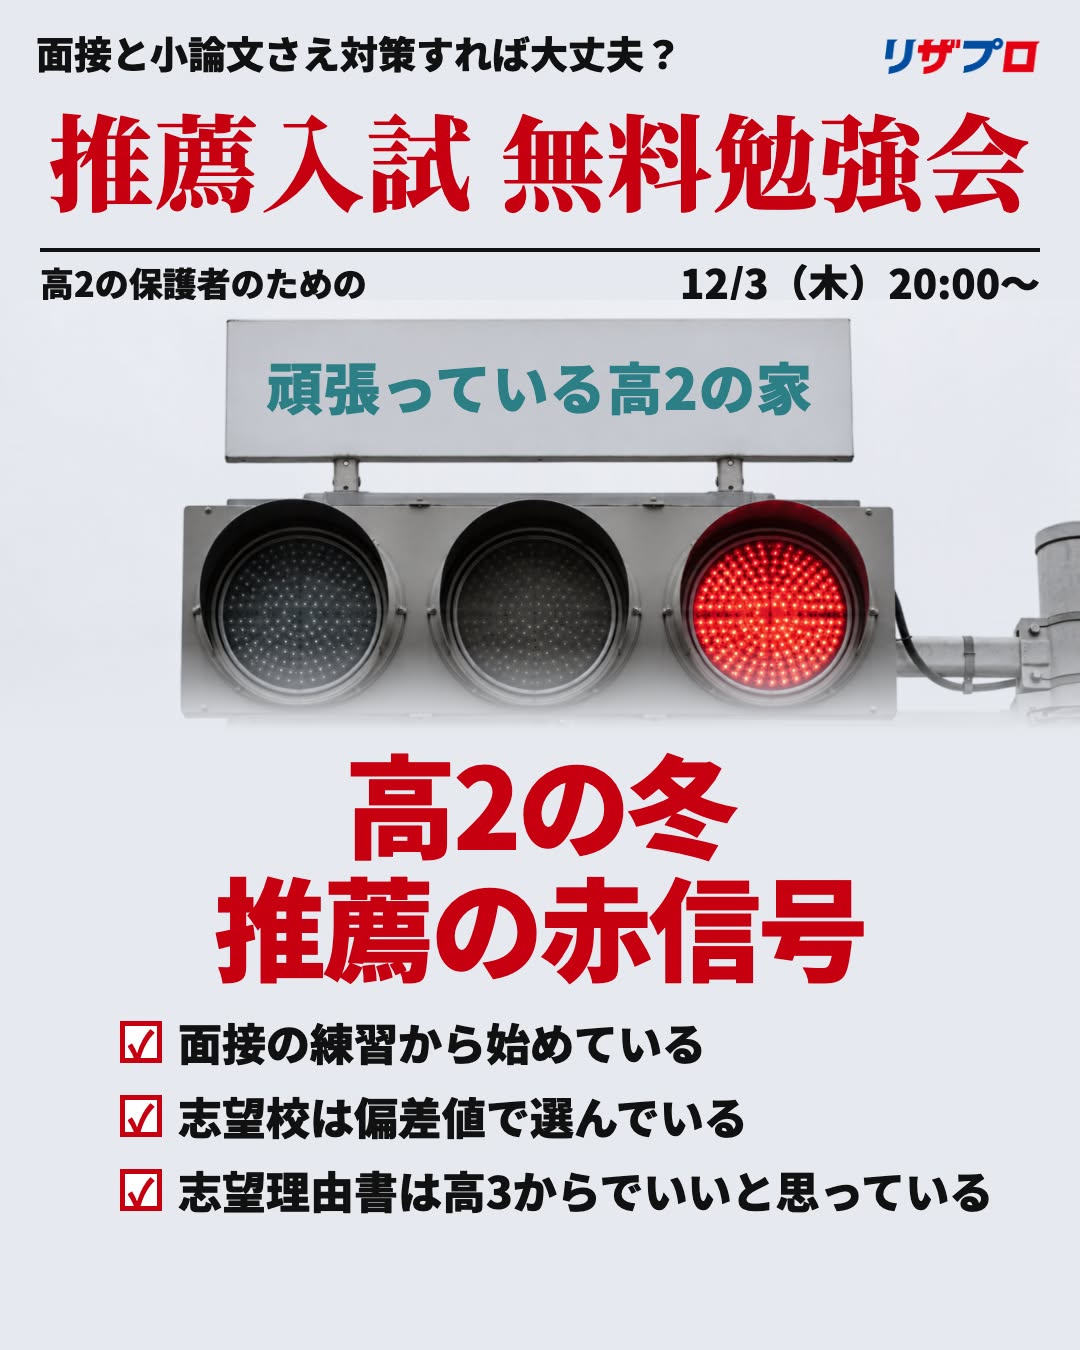 面接と小論文さえ対策すれば大丈夫？
リザプロ
推薦入試 無料勉強会
高2の保護者のための
12/3（木）20:00〜
頑張っている高2の家
高2の冬
推薦の赤信号
面接の練習から始めている
志望校は偏差値で選んでいる
志望理由書は高3からでいいと思っている